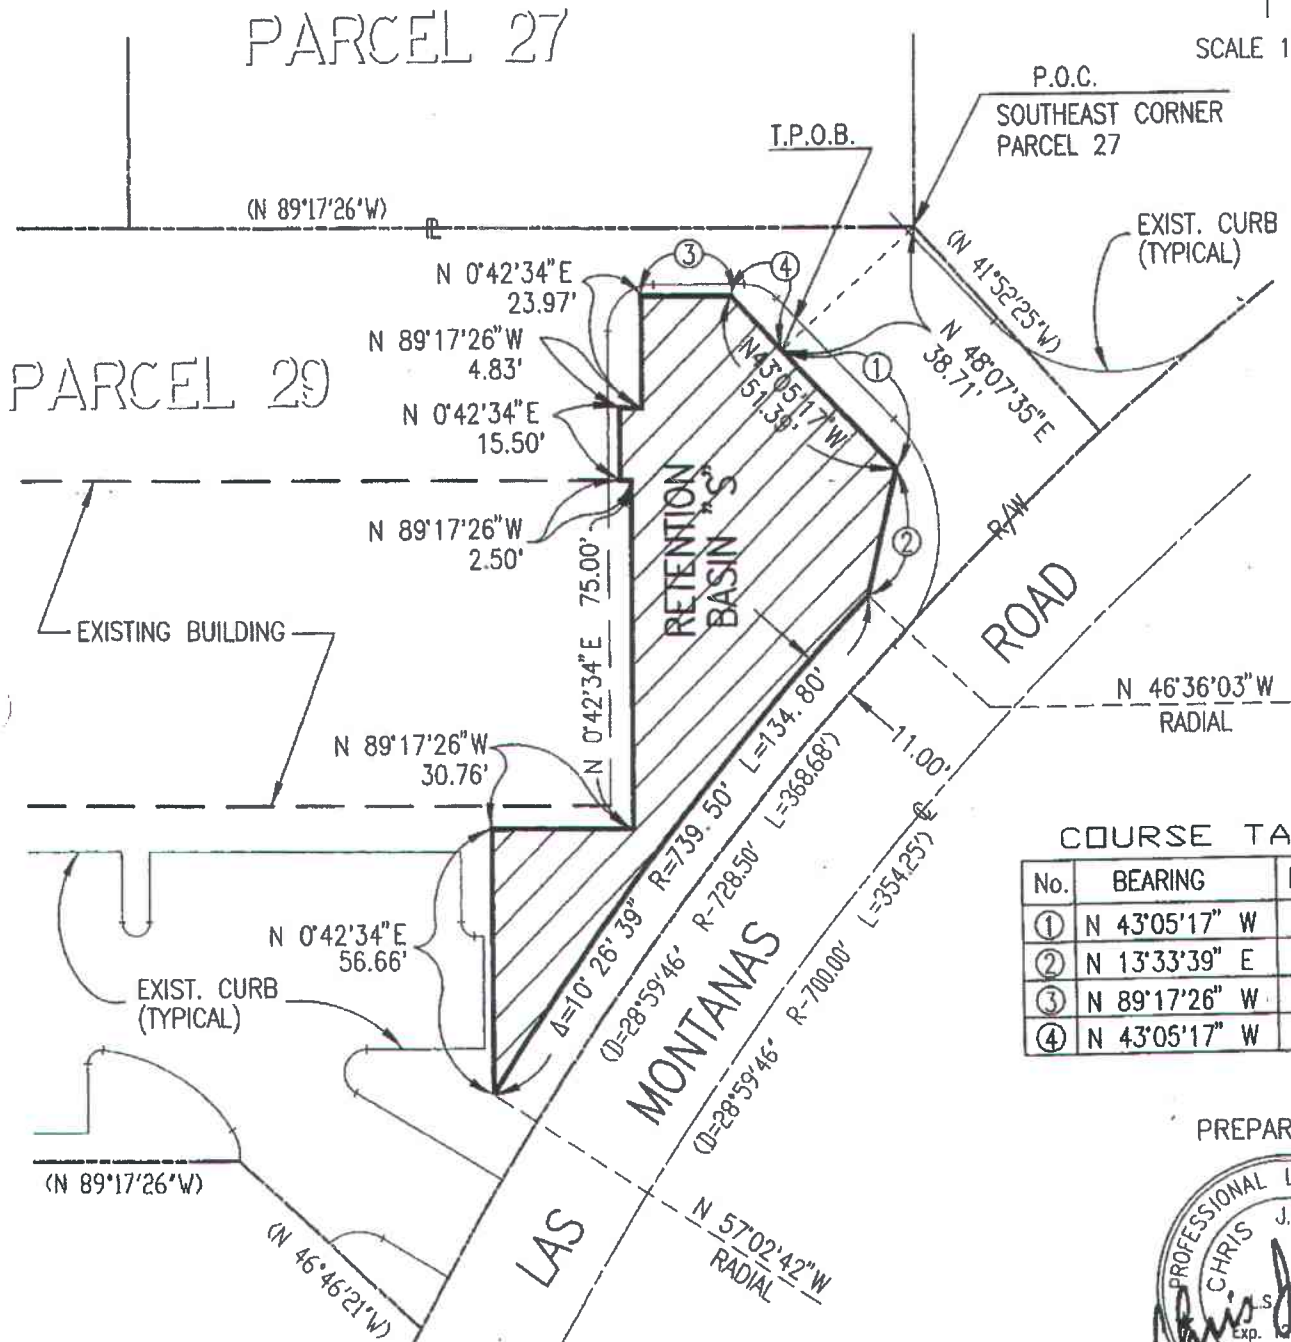 PARCEL 27
SCALE 1
P.O.C.
SOUTHEAST CORNER
PARCEL 27
T.P.O.B.
(N 89°17'26"W)
℄
EXIST. CURB
(TYPICAL)
(N 41°52'25"W)
③
④
N 0°42'34"E
23.97'
N 89°17'26"W
4.83'
PARCEL 29
N 0°42'34"E
15.50'
N 43°05'17"W
51.39'
①
N 48°07'35"E
38.71'
RETENTION
BASIN "S"
N 89°17'26"W
2.50'
②
R/W
N 0°42'34"E 75.00'
EXISTING BUILDING
ROAD
N 46°36'03"W
RADIAL
N 89°17'26"W
30.76'
11.00'
℄
Δ=10° 26' 39" R=739.50' L=134.80'
(D=28°59'46" R-728.50' L=368.68')
(D=28°59'46" R-700.00' L=354.25')
N 0°42'34"E
56.66'
EXIST. CURB
(TYPICAL)
MONTANAS
LAS
COURSE TA
No. BEARING
① N 43°05'17" W
② N 13°33'39" E
③ N 89°17'26" W
④ N 43°05'17" W
(N 89°17'26"W)
(N 46°46'21"W)
N 57°02'42"W
RADIAL
PREPAR
PROFESSIONAL L
CHRIS J.
L.S.
Exp.